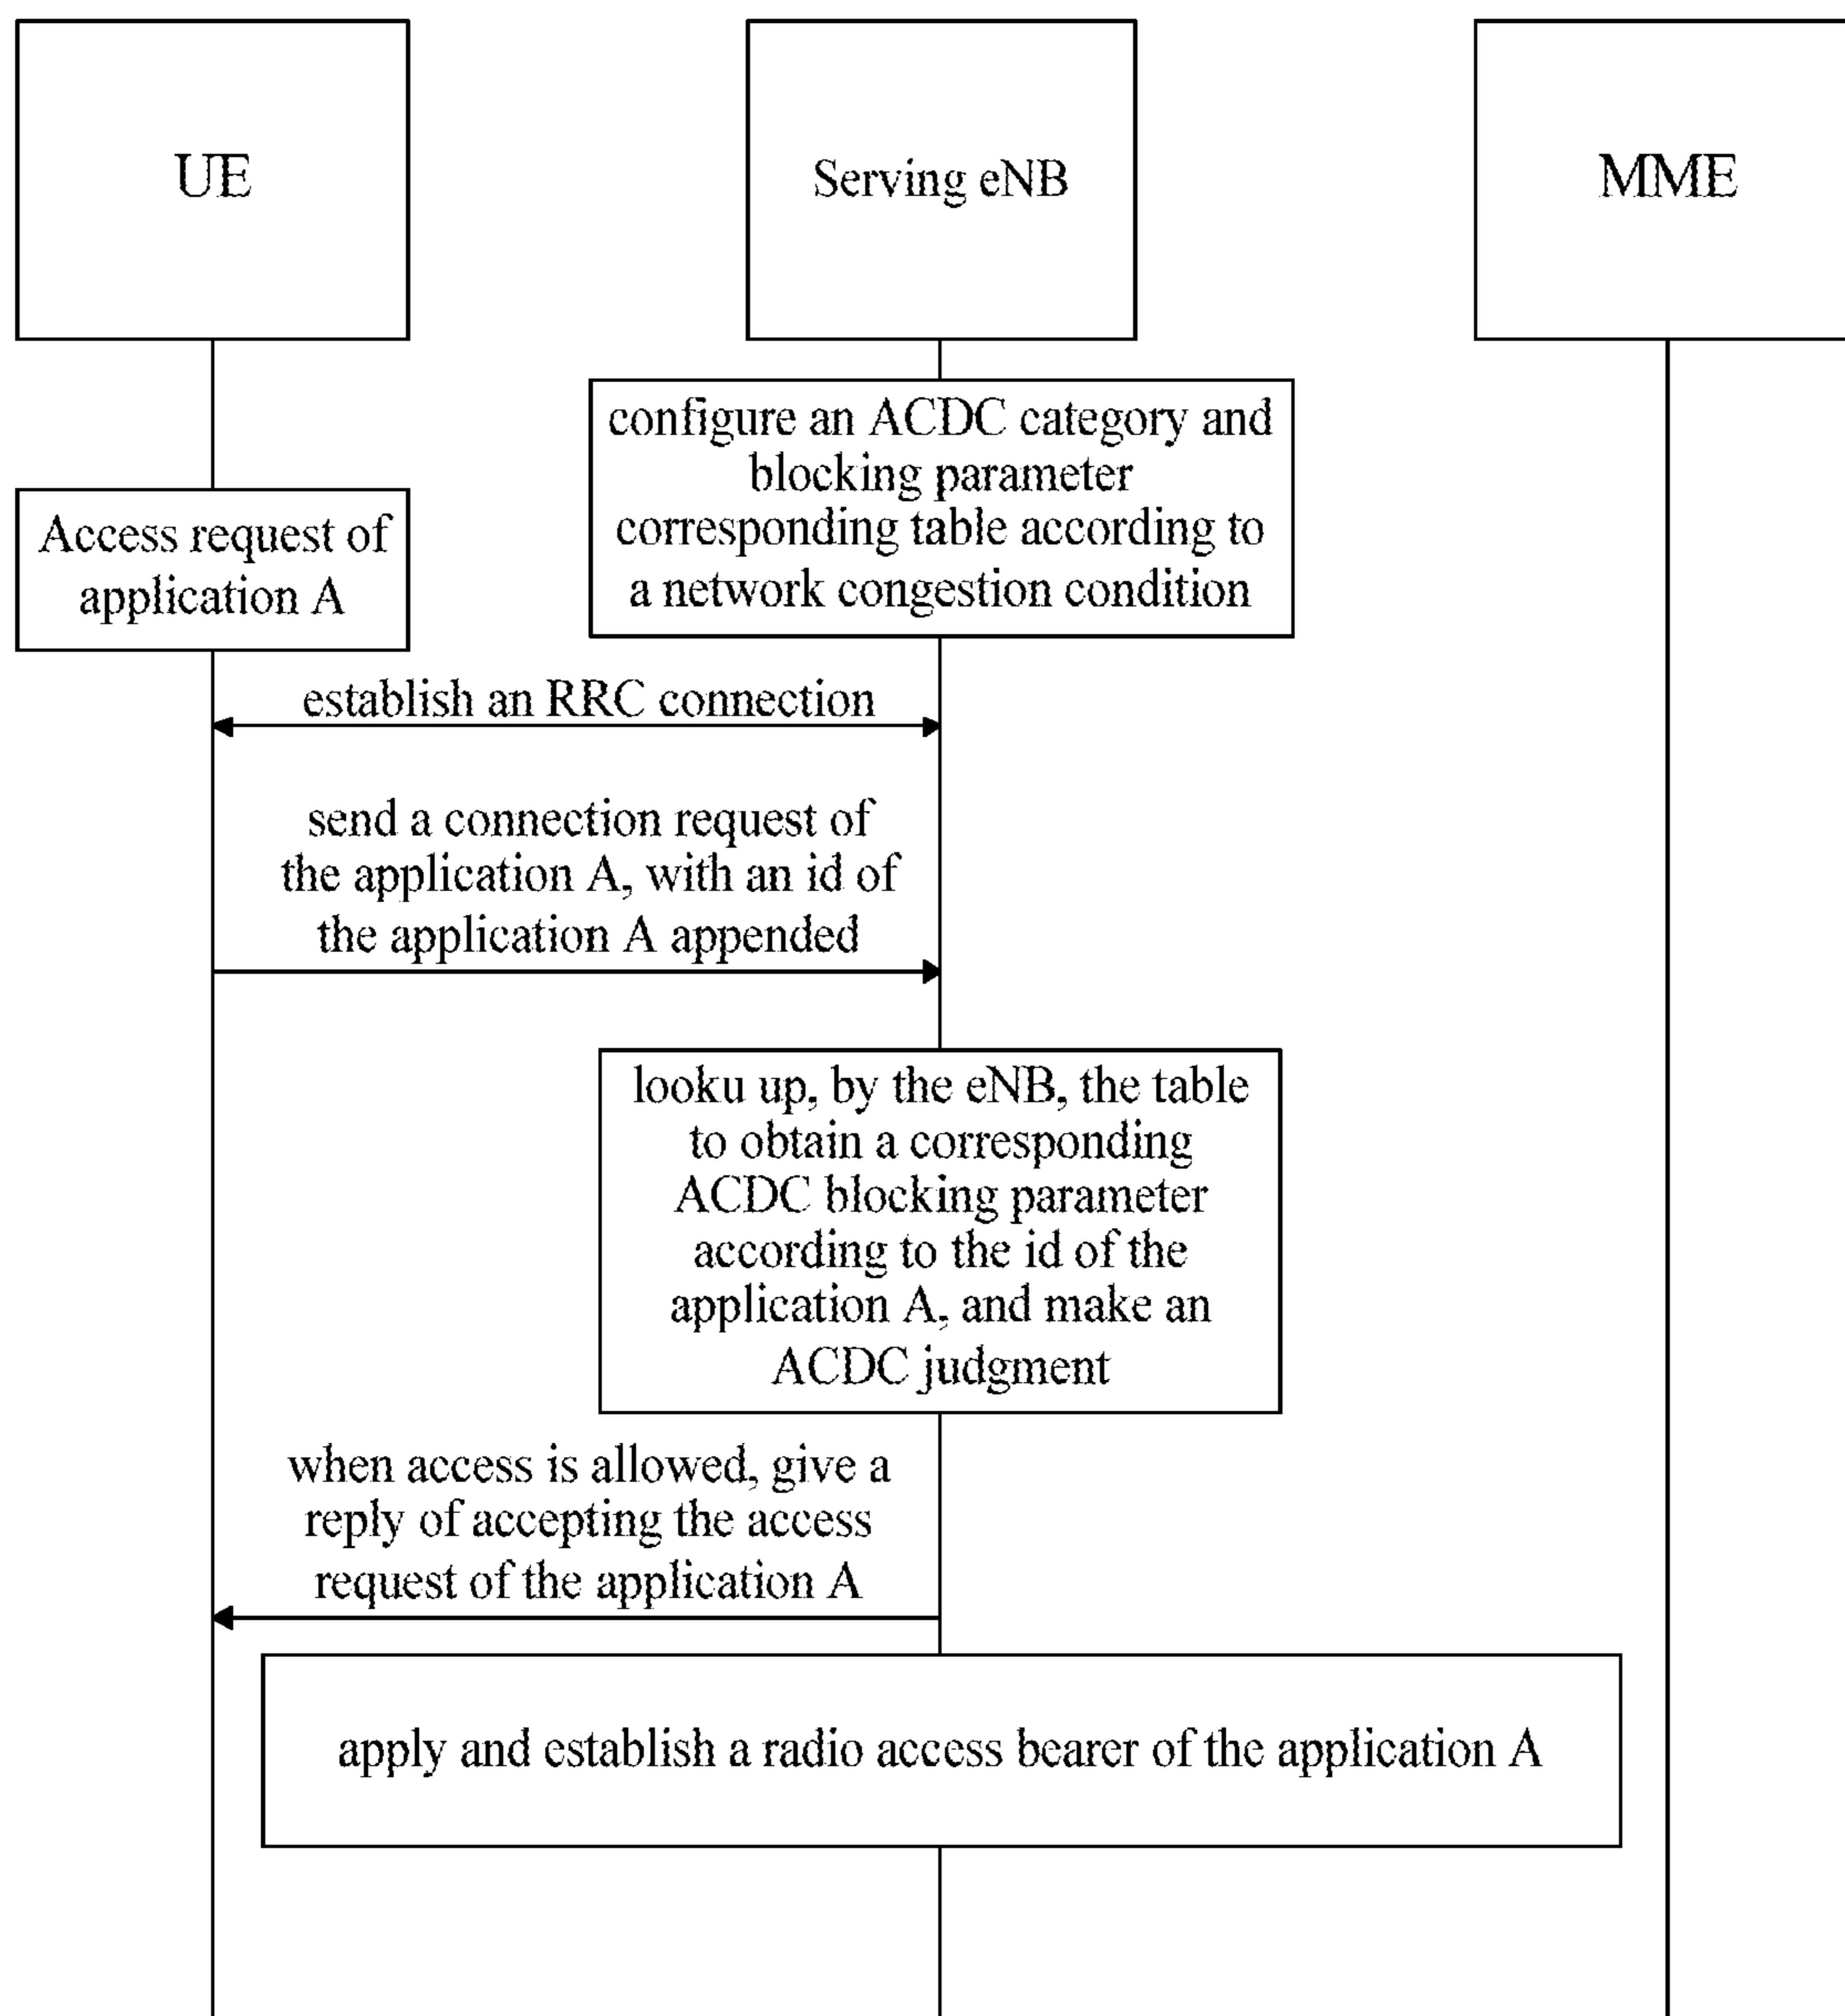 UE
Serving eNB
MME
configure an ACDC category and
blocking parameter
corresponding table according to
a network congestion condition
Access request of
application A
establish an RRC connection
send a connection request of
the application A, with an id of
the application A appended
looku up, by the eNB, the table
to obtain a corresponding
ACDC blocking parameter
according to the id of the
application A, and make an
ACDC judgment
when access is allowed, give a
reply of accepting the access
request of the application A
apply and establish a radio access bearer of the application A